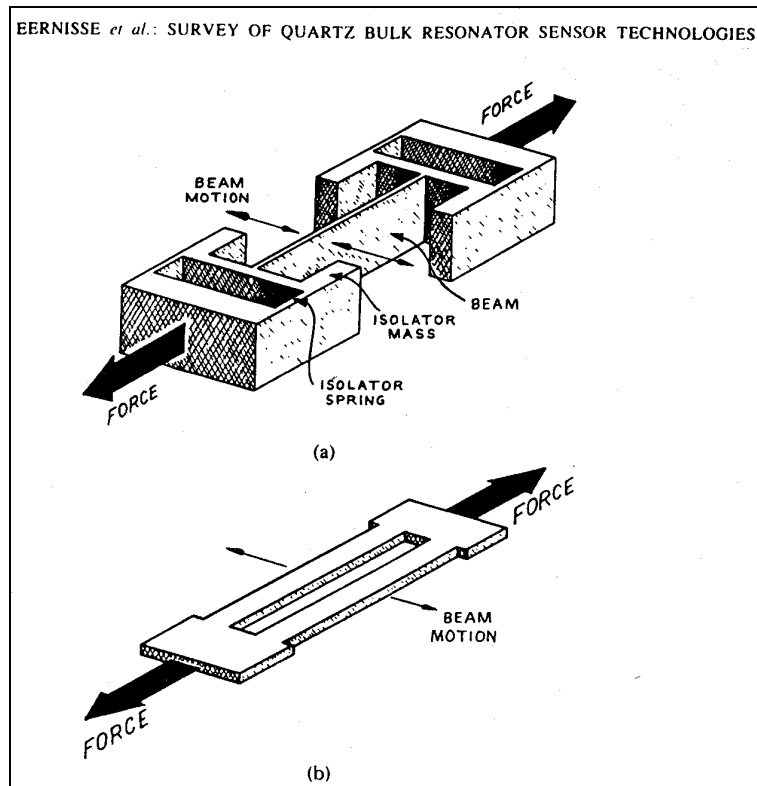 EERNISSE et al.: SURVEY OF QUARTZ BULK RESONATOR SENSOR TECHNOLOGIES
FORCE
BEAM
MOTION
BEAM
ISOLATOR
MASS
ISOLATOR
SPRING
FORCE
(a)
FORCE
BEAM
MOTION
FORCE
(b)